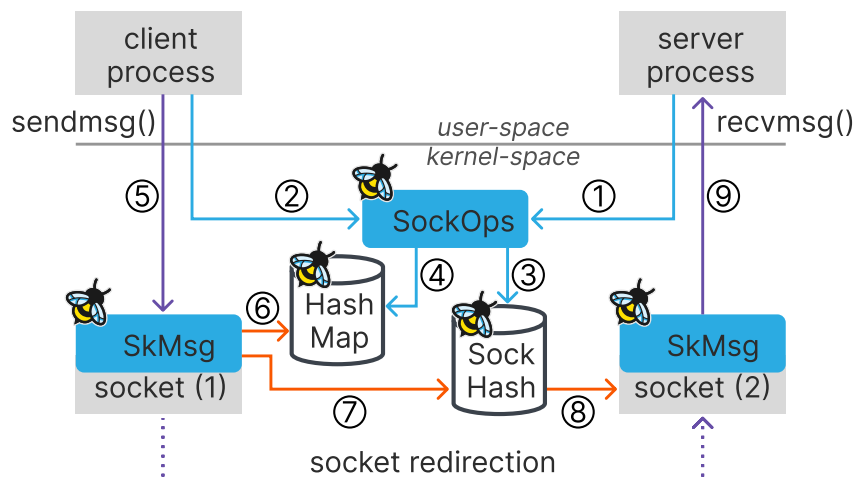 client
process
server
process
sendmsg()
recvmsg()
user-space
kernel-space
⑤
②
①
⑨
SockOps
④
③
Hash
Map
⑥
SkMsg
socket (1)
Sock
Hash
SkMsg
socket (2)
⑦
⑧
socket redirection